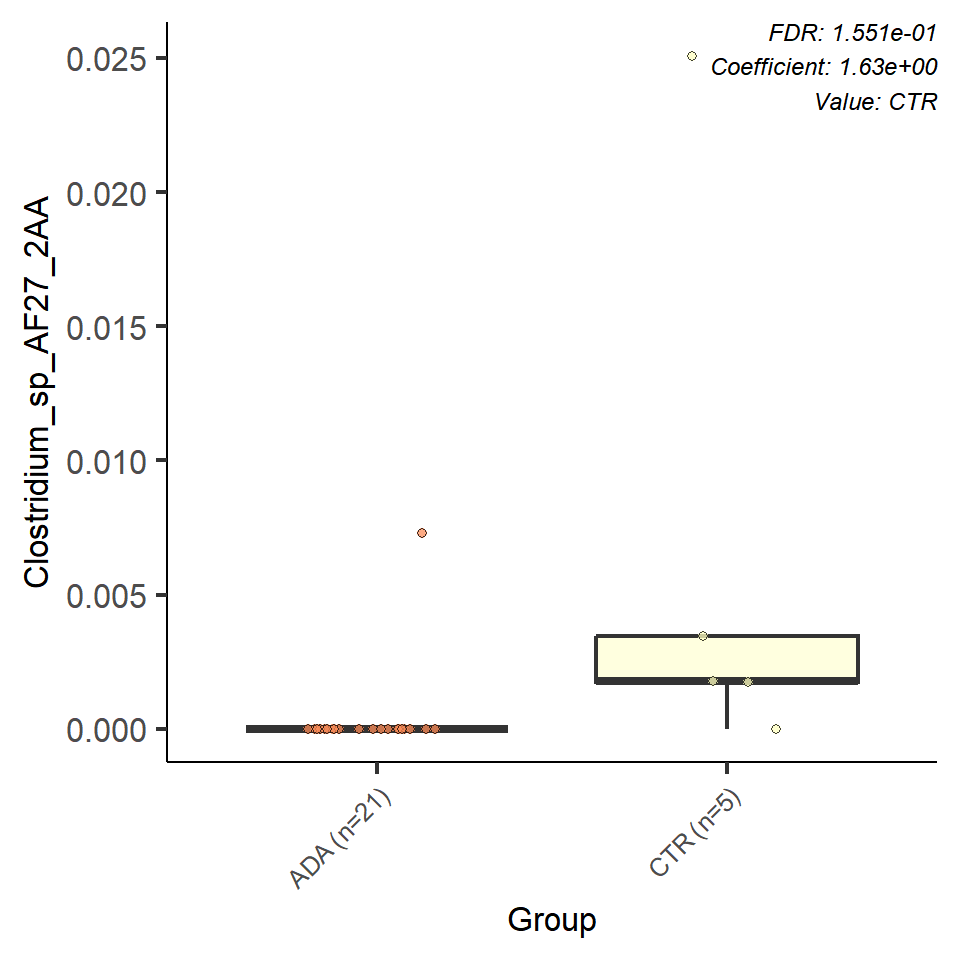 FDR: 1.551e-01
Coefficient: 1.63e+00
Value: CTR
Clostridium_sp_AF27_2AA
0.025
0.020
0.015
0.010
0.005
0.000
ADA (n=21)
CTR (n=5)
Group